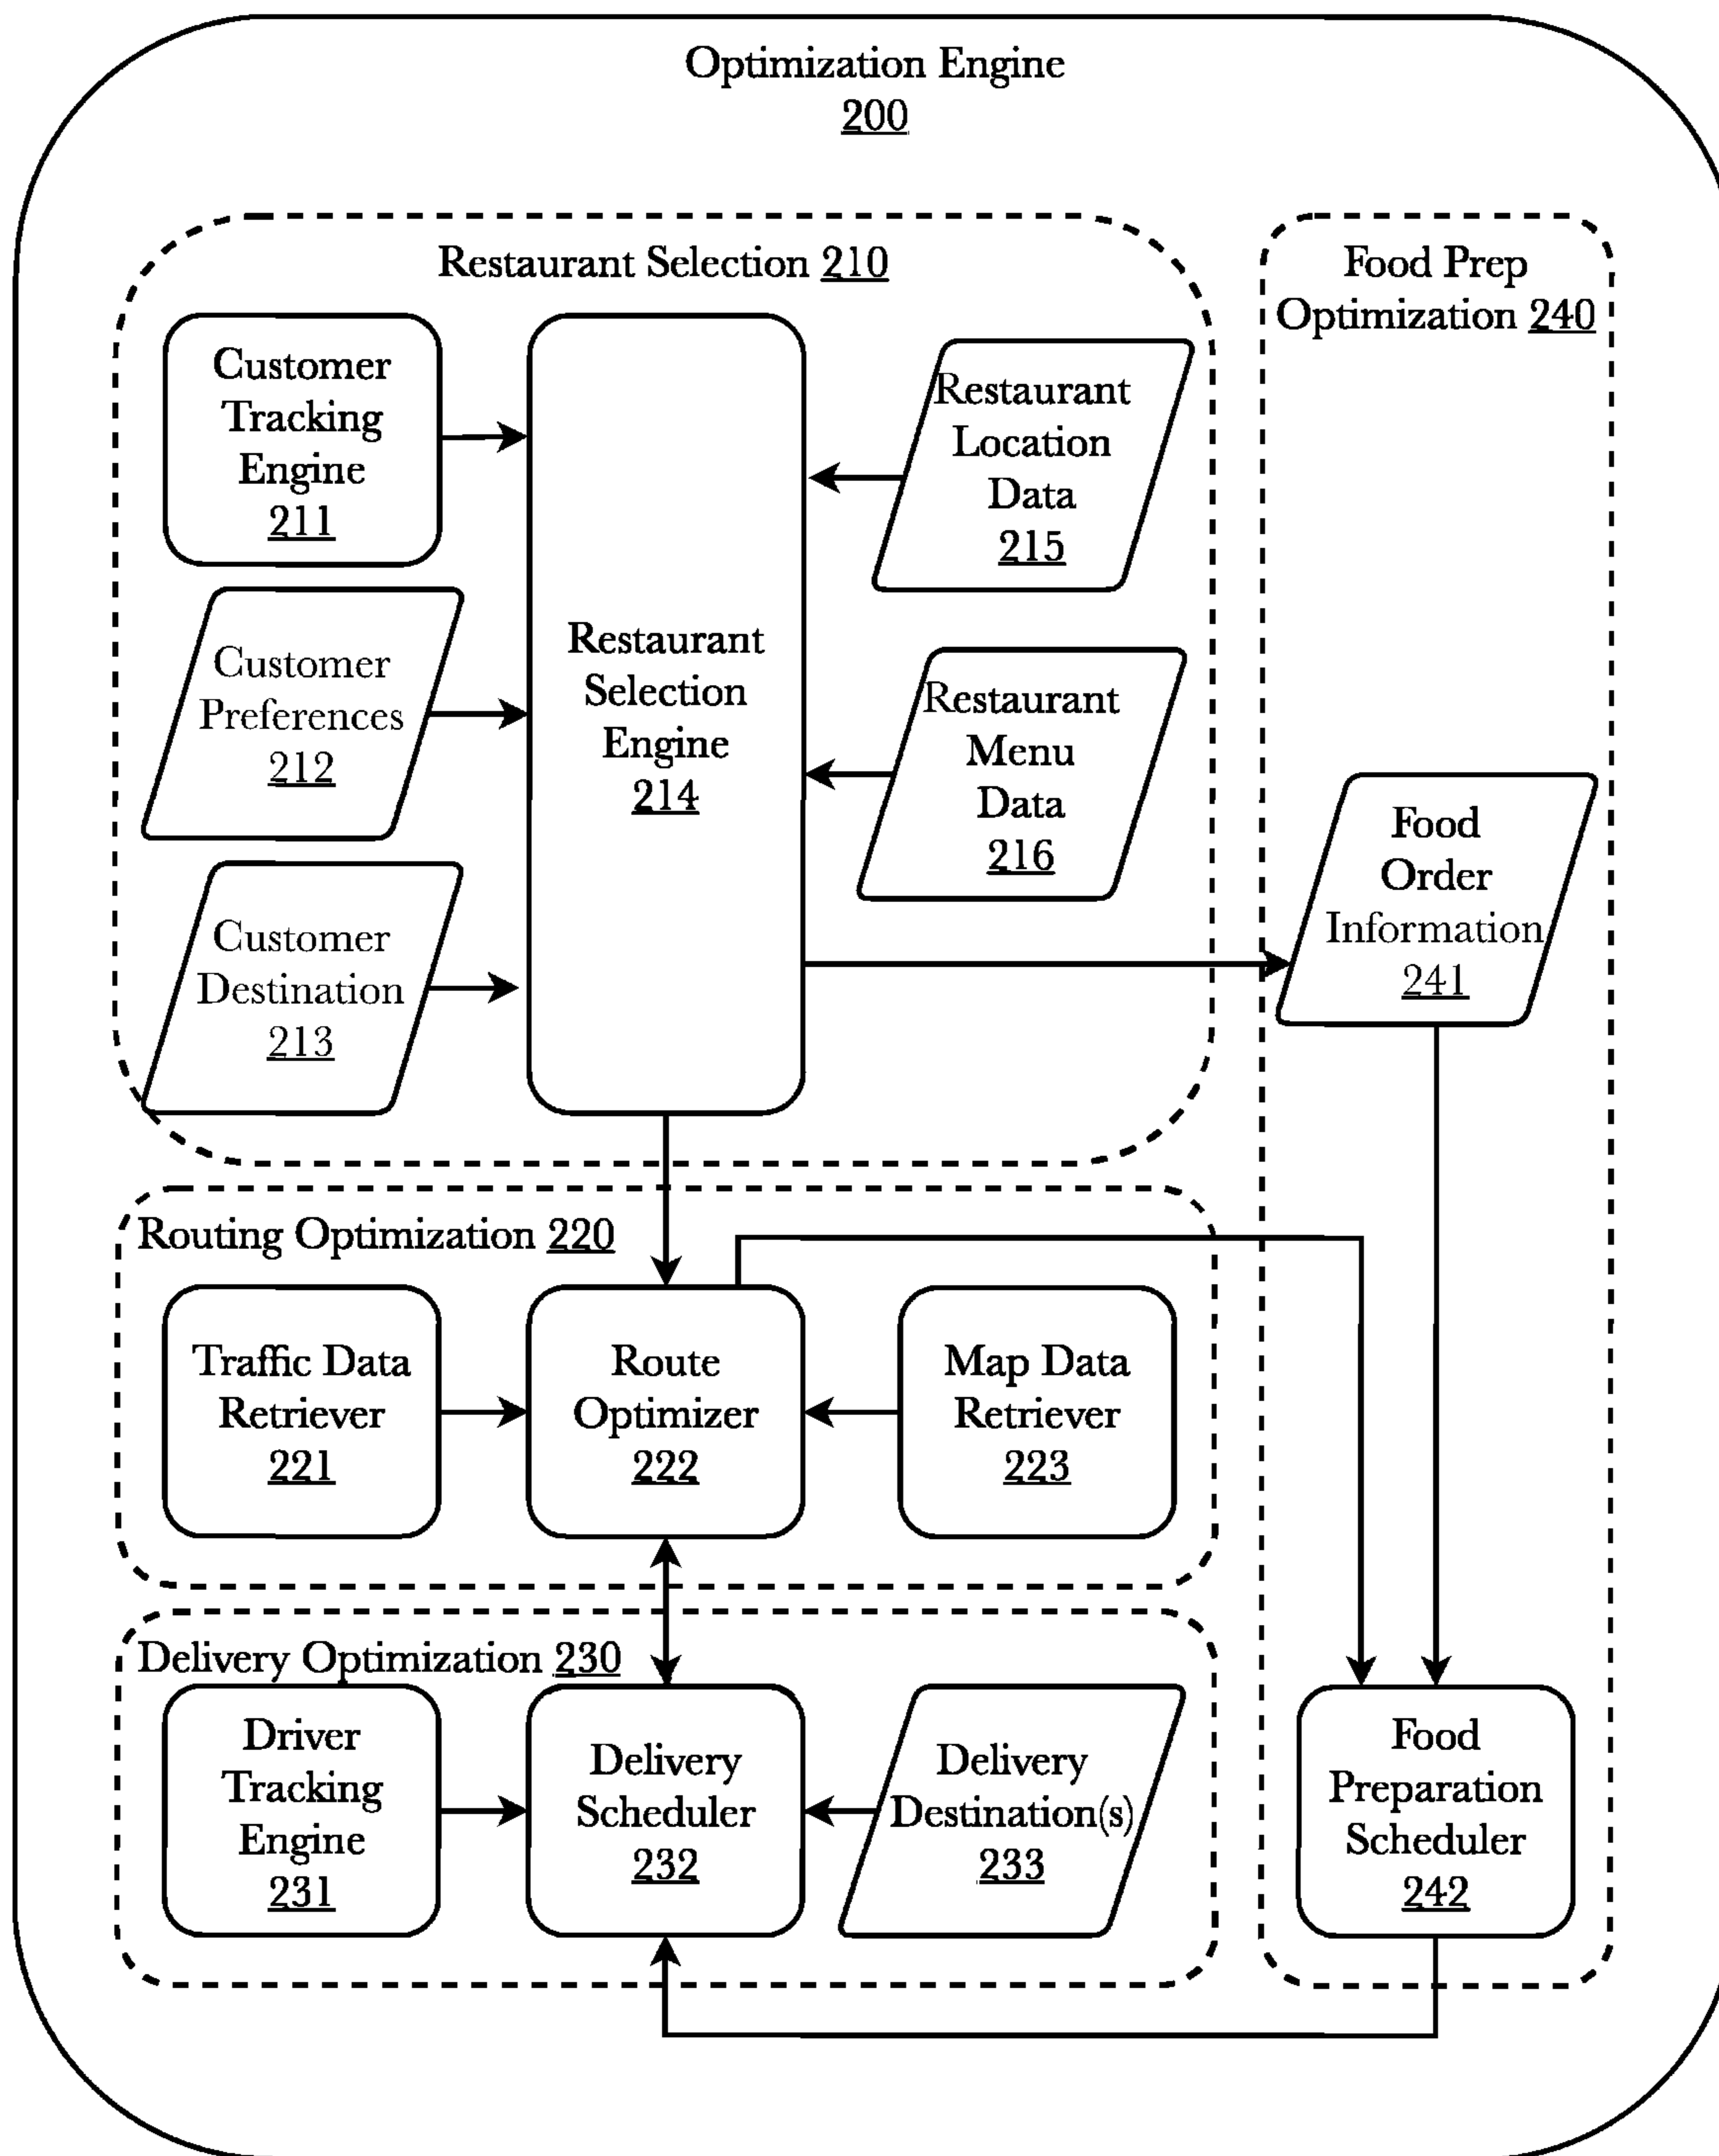 Optimization Engine
200
Restaurant Selection 210
Customer
Tracking
Engine
211
Customer
Preferences
212
Customer
Destination
213
Restaurant
Selection
Engine
214
Restaurant
Location
Data
215
Restaurant
Menu
Data
216
Food Prep
Optimization 240
Food
Order
Information
241
Routing Optimization 220
Traffic Data
Retriever
221
Route
Optimizer
222
Map Data
Retriever
223
Delivery Optimization 230
Driver
Tracking
Engine
231
Delivery
Scheduler
232
Delivery
Destination(s)
233
Food
Preparation
Scheduler
242